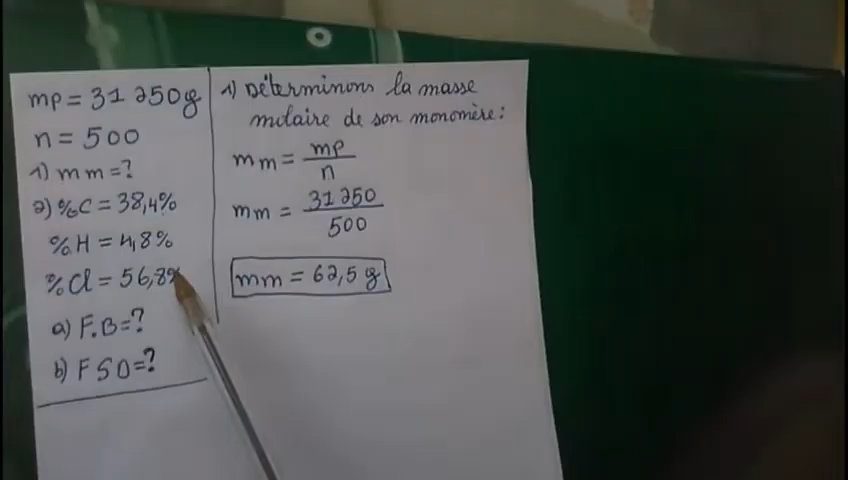 mp = 31 250g
n = 500
1) mm = ?
2) %C = 38,4%
%H = 4,8%
%Cl = 56,8%
a) F.B = ?
b) F S D = ?
1) Déterminons la masse
molaire de son monomère :
mm = mp / n
mm = 31 250 / 500
mm = 62,5 g